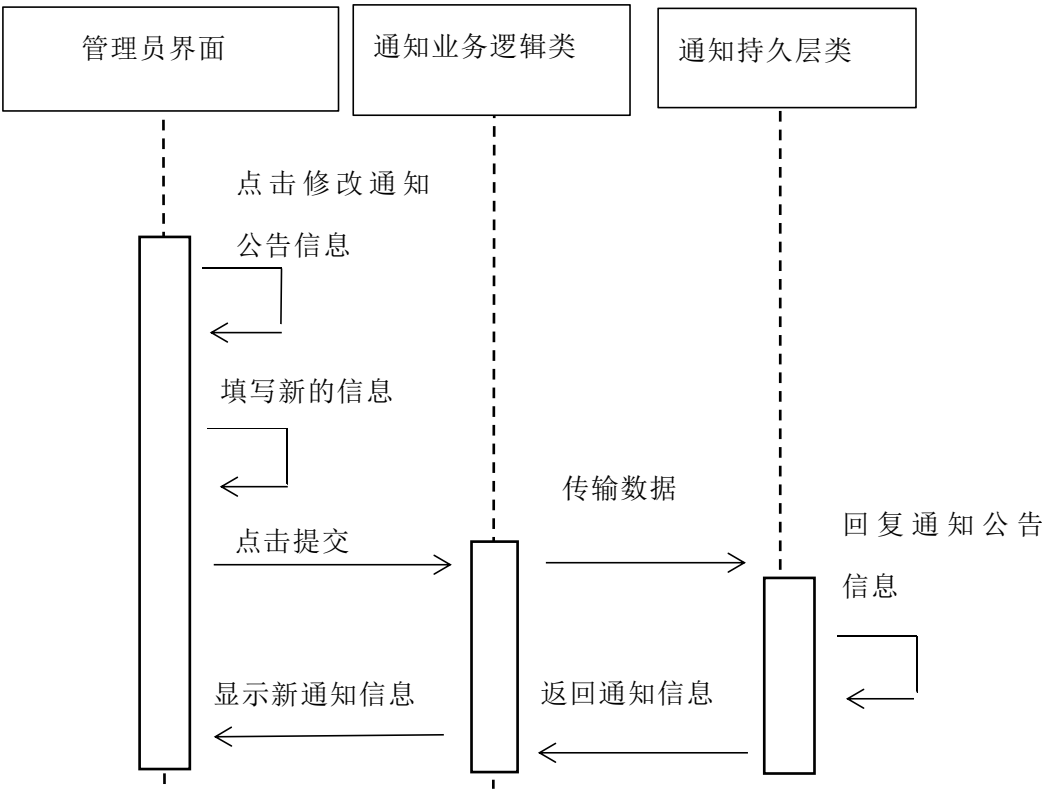 管理员界面
通知业务逻辑类
通知持久层类
点击修改通知
公告信息
填写新的信息
传输数据
点击提交
回复通知公告
信息
显示新通知信息
返回通知信息